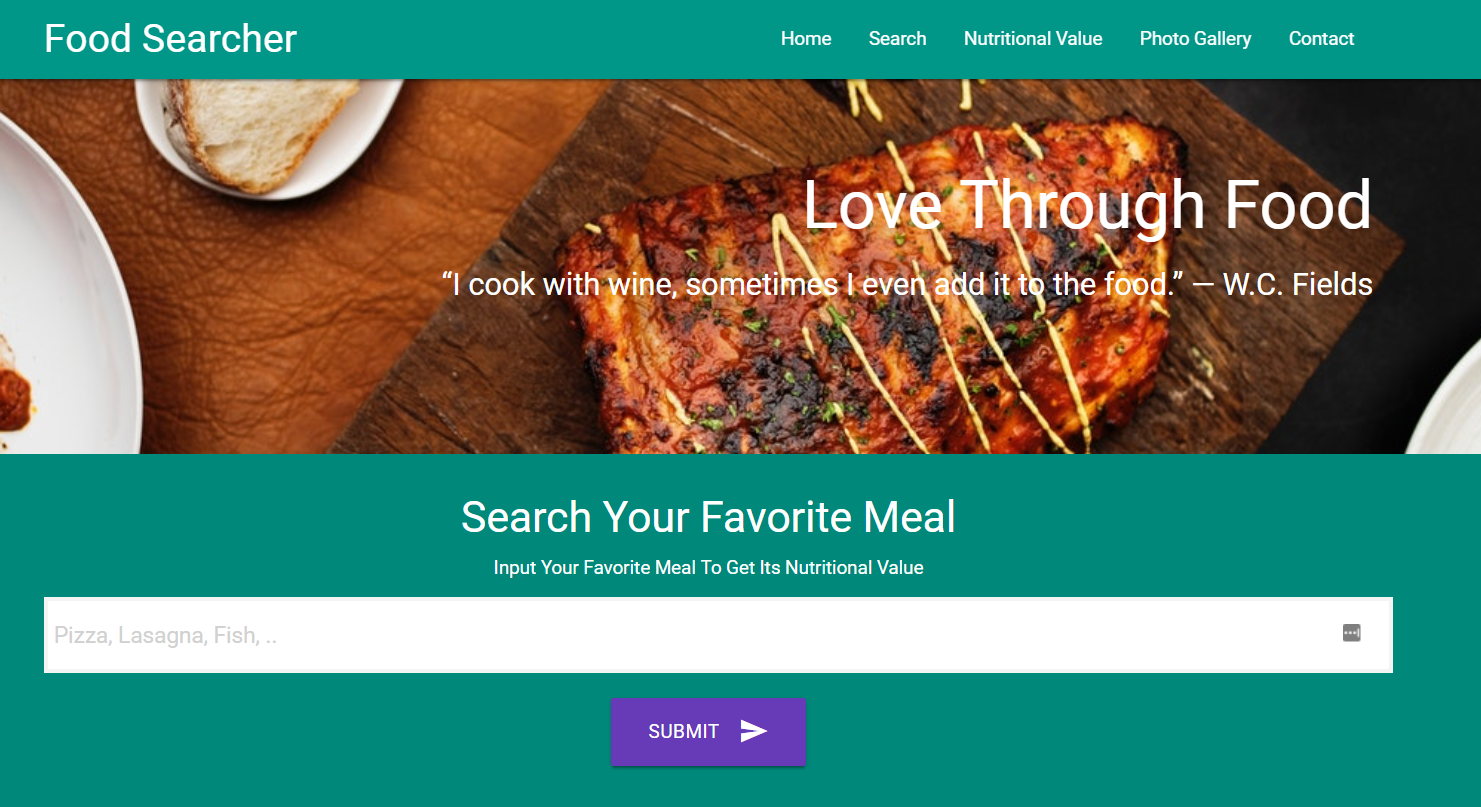 Food Searcher
Home Search Nutritional Value Photo Gallery Contact
Love Through Food
“I cook with wine, sometimes I even add it to the food.” — W.C. Fields
Search Your Favorite Meal
Input Your Favorite Meal To Get Its Nutritional Value
Pizza, Lasagna, Fish, ..
SUBMIT